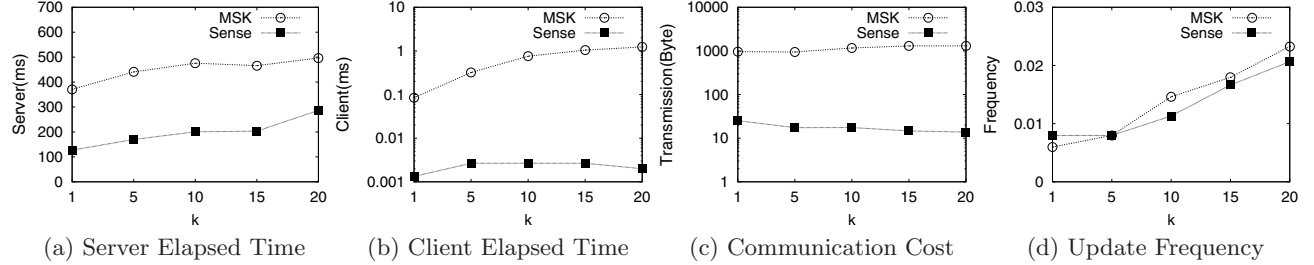 700
600
500
400
300
200
100
0
Server(ms)
MSK
Sense
1 5 10 15 20
k
(a) Server Elapsed Time
10
1
0.1
0.01
0.001
Client(ms)
MSK
Sense
1 5 10 15 20
k
(b) Client Elapsed Time
10000
1000
100
10
1
Transmission(Byte)
MSK
Sense
1 5 10 15 20
k
(c) Communication Cost
0.03
0.02
0.01
0
Frequency
MSK
Sense
1 5 10 15 20
k
(d) Update Frequency